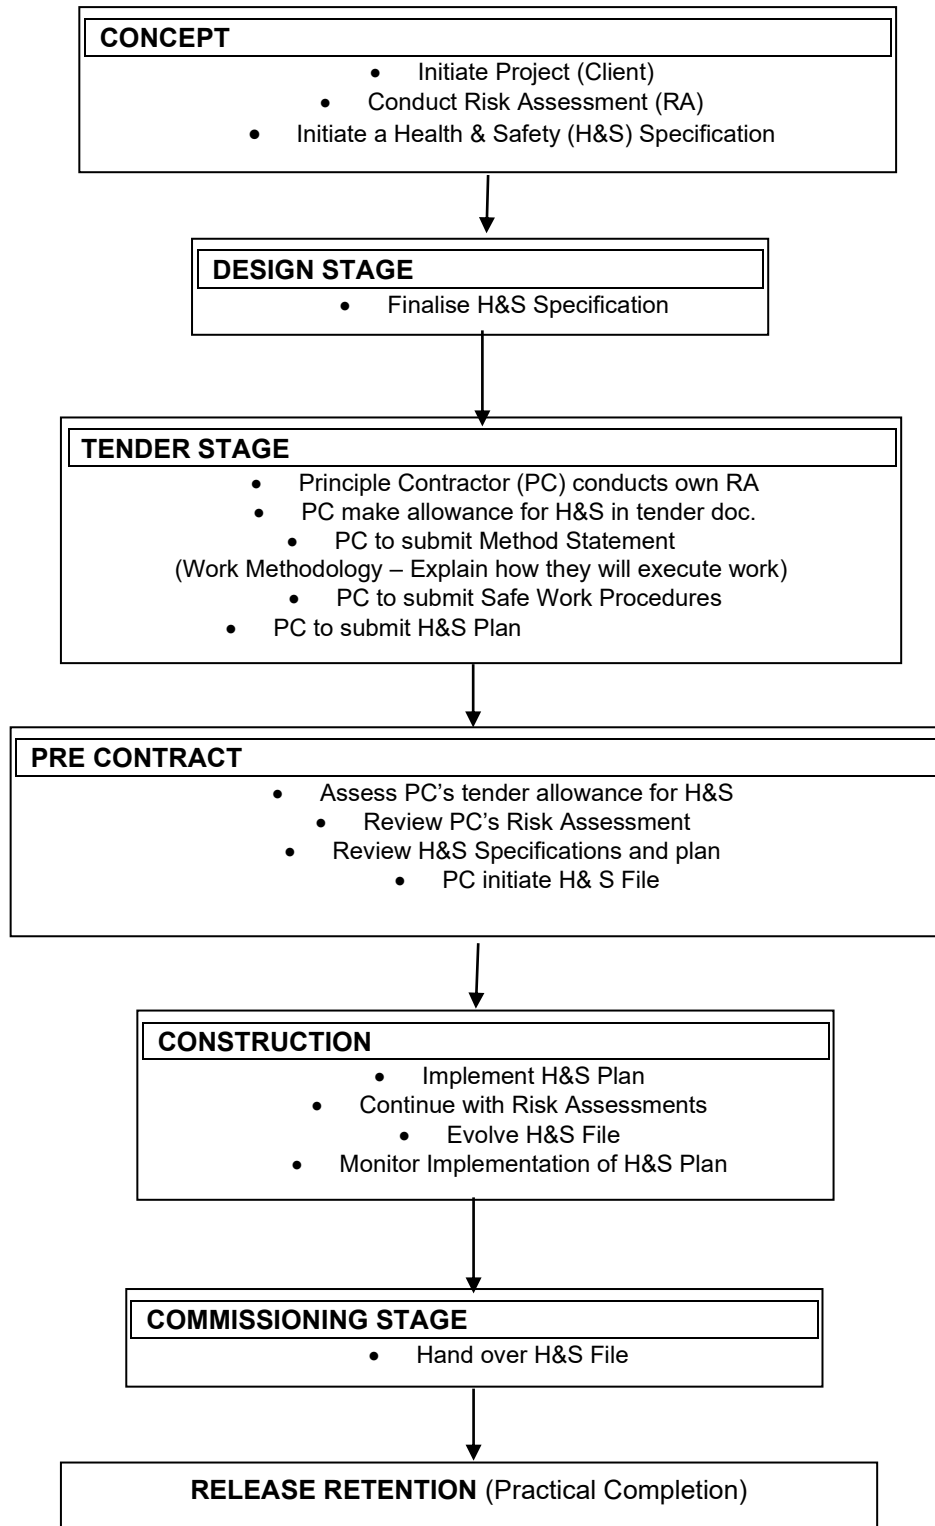 CONCEPT
• Initiate Project (Client)
• Conduct Risk Assessment (RA)
• Initiate a Health & Safety (H&S) Specification
DESIGN STAGE
• Finalise H&S Specification
TENDER STAGE
• Principle Contractor (PC) conducts own RA
• PC make allowance for H&S in tender doc.
• PC to submit Method Statement
(Work Methodology – Explain how they will execute work)
• PC to submit Safe Work Procedures
• PC to submit H&S Plan
PRE CONTRACT
• Assess PC’s tender allowance for H&S
• Review PC’s Risk Assessment
• Review H&S Specifications and plan
• PC initiate H& S File
CONSTRUCTION
• Implement H&S Plan
• Continue with Risk Assessments
• Evolve H&S File
• Monitor Implementation of H&S Plan
COMMISSIONING STAGE
• Hand over H&S File
RELEASE RETENTION (Practical Completion)